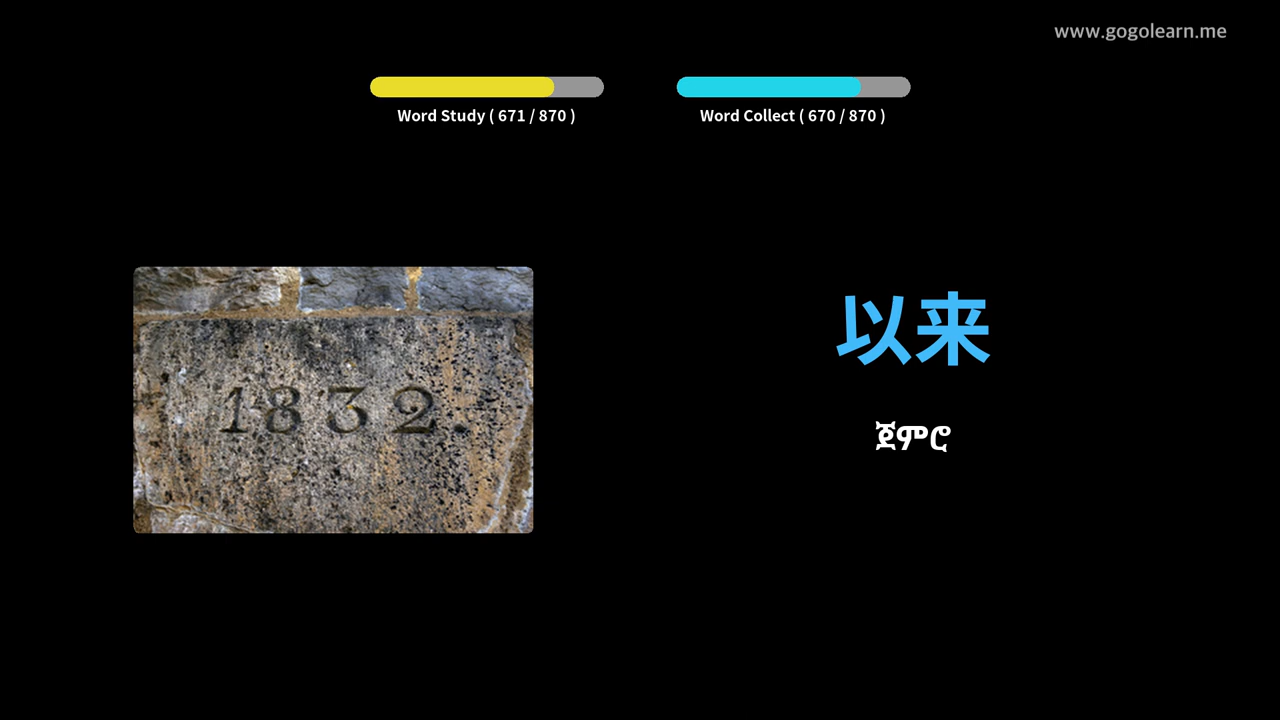 www.gogolearn.me
Word Study ( 671 / 870 )
Word Collect ( 670 / 870 )
1832.
以来
ጀምሮ